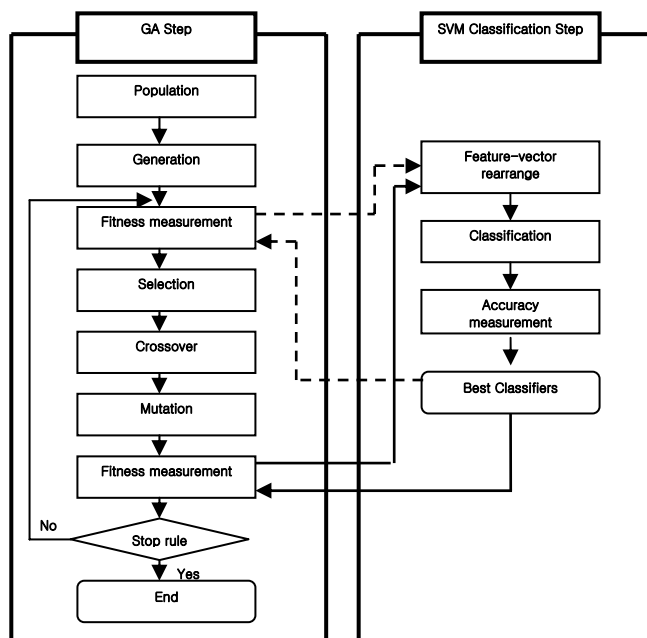 GA Step
Population
Generation
Fitness measurement
Selection
Crossover
Mutation
Fitness measurement
No
Stop rule
Yes
End
SVM Classification Step
Feature-vector
rearrange
Classification
Accuracy
measurement
Best Classifiers